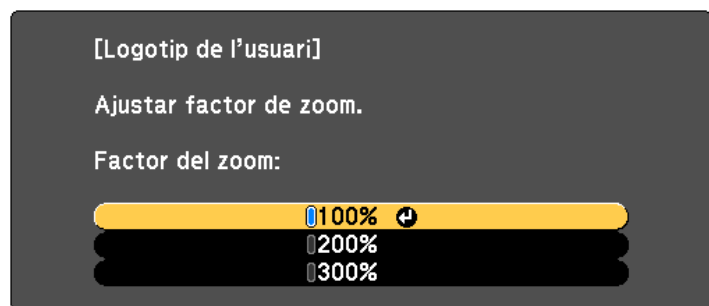 [Logotip de l'usuari]
Ajustar factor de zoom.
Factor del zoom:
100%
200%
300%